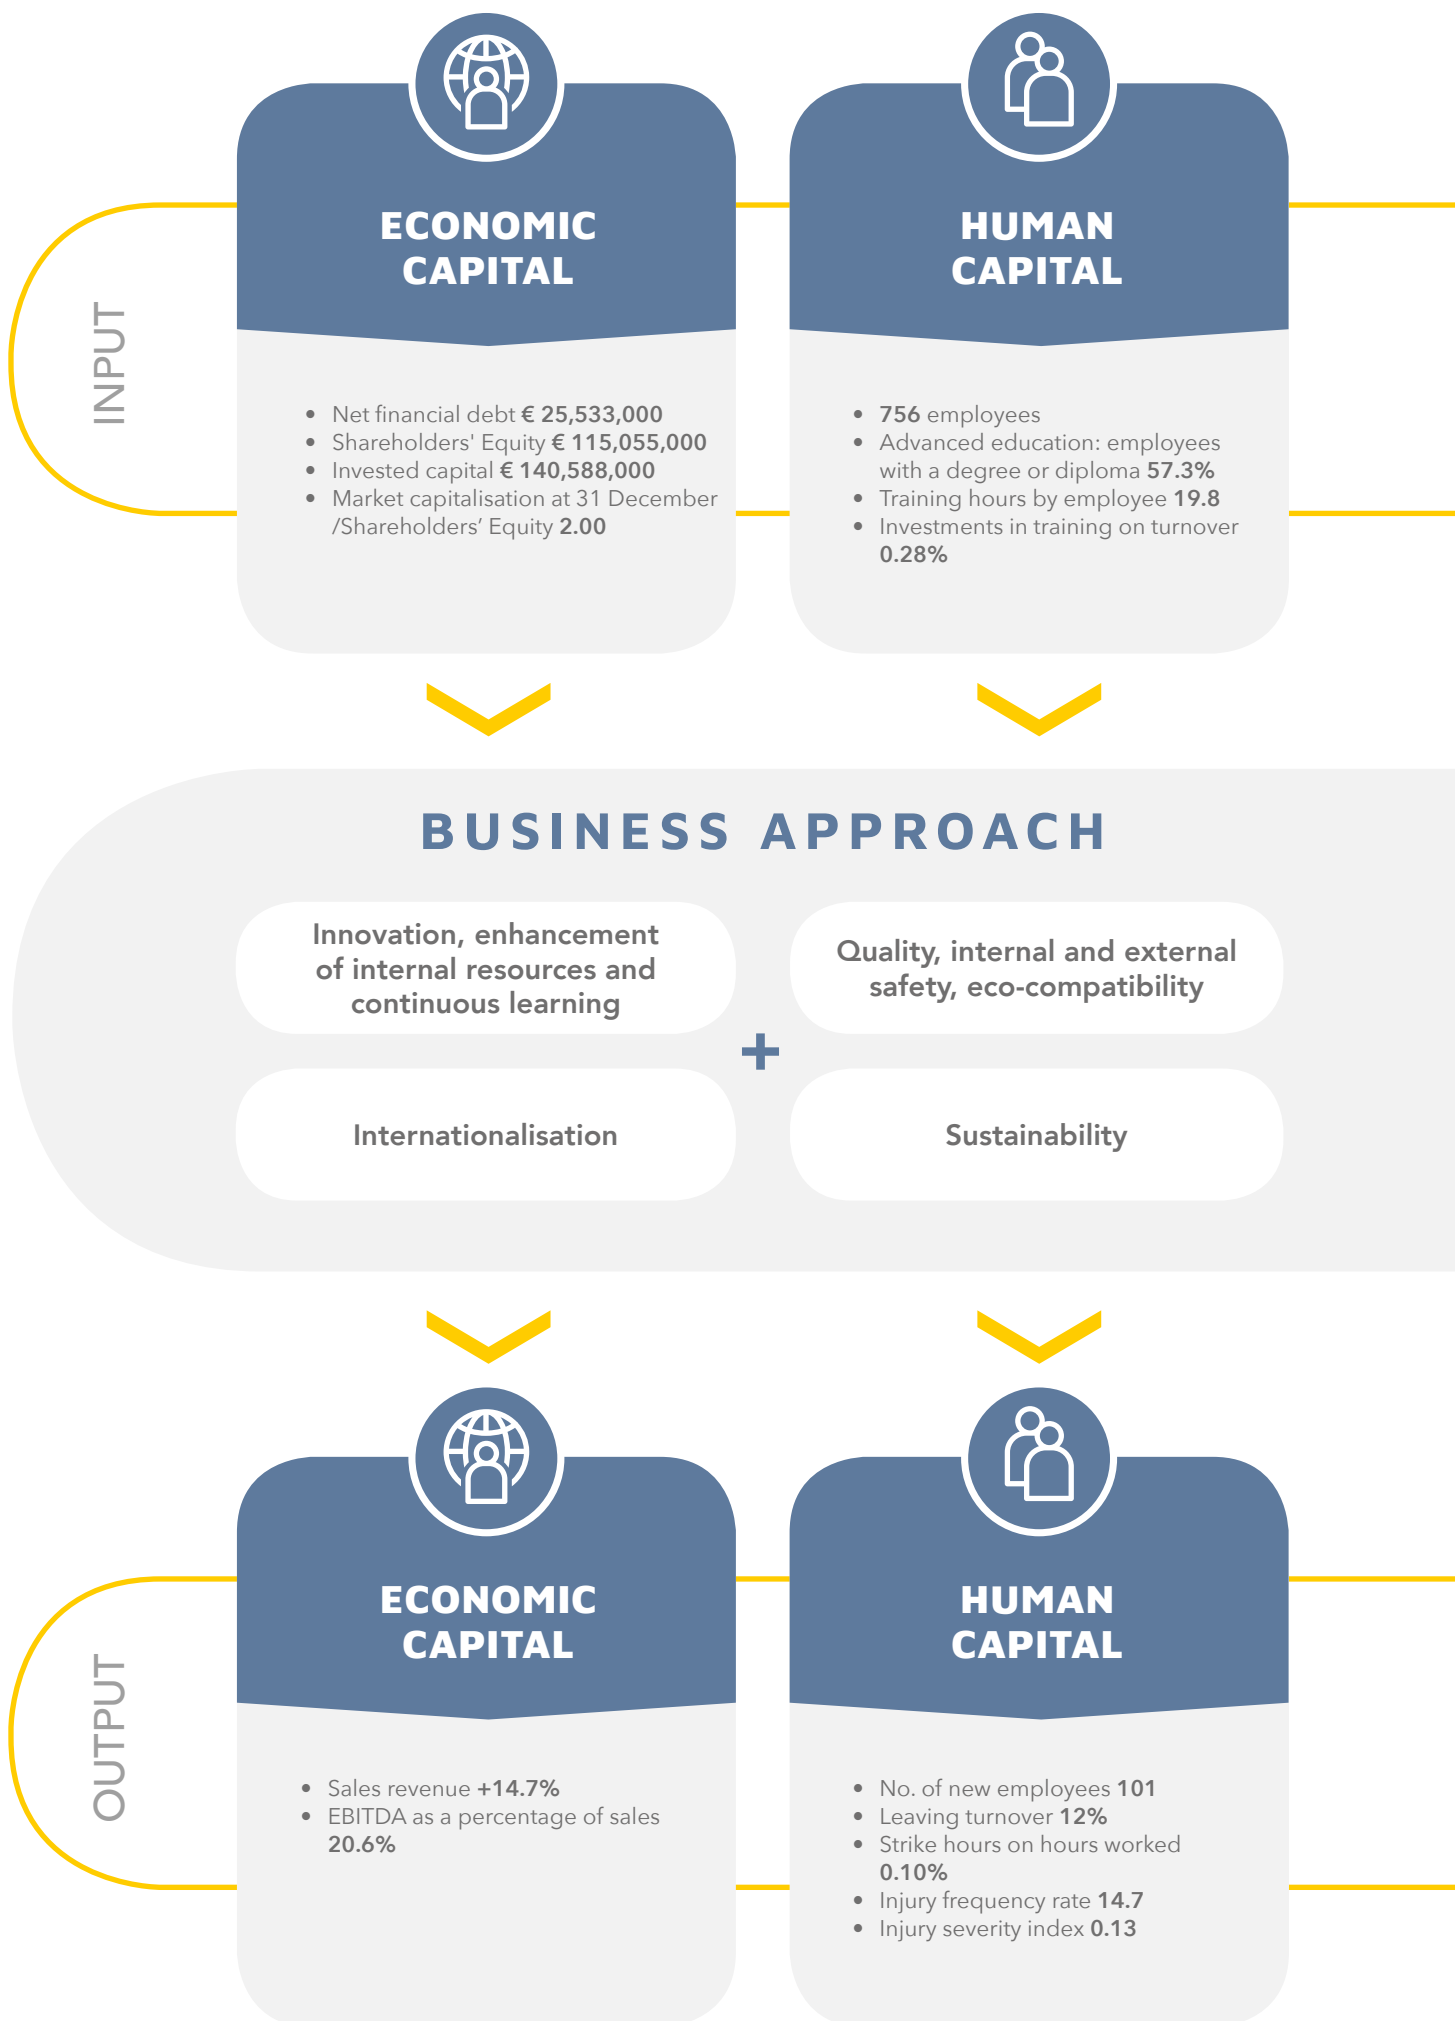 INPUT
ECONOMIC
CAPITAL
• Net financial debt € 25,533,000
• Shareholders' Equity € 115,055,000
• Invested capital € 140,588,000
• Market capitalisation at 31 December
/Shareholders’ Equity 2.00
HUMAN
CAPITAL
• 756 employees
• Advanced education: employees
with a degree or diploma 57.3%
• Training hours by employee 19.8
• Investments in training on turnover
0.28%
BUSINESS APPROACH
Innovation, enhancement
of internal resources and
continuous learning
Quality, internal and external
safety, eco-compatibility
+
Internationalisation
Sustainability
OUTPUT
ECONOMIC
CAPITAL
• Sales revenue +14.7%
• EBITDA as a percentage of sales
20.6%
HUMAN
CAPITAL
• No. of new employees 101
• Leaving turnover 12%
• Strike hours on hours worked
0.10%
• Injury frequency rate 14.7
• Injury severity index 0.13